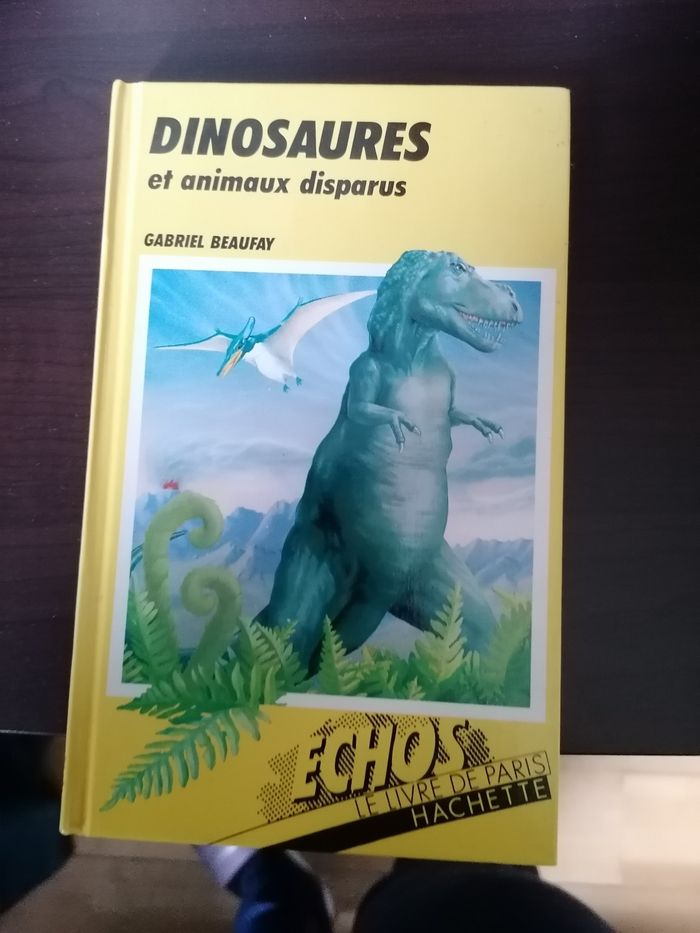 DINOSAURES
et animaux disparus
GABRIEL BEAUFAY
ECHOS
LE LIVRE DE PARIS
HACHETTE